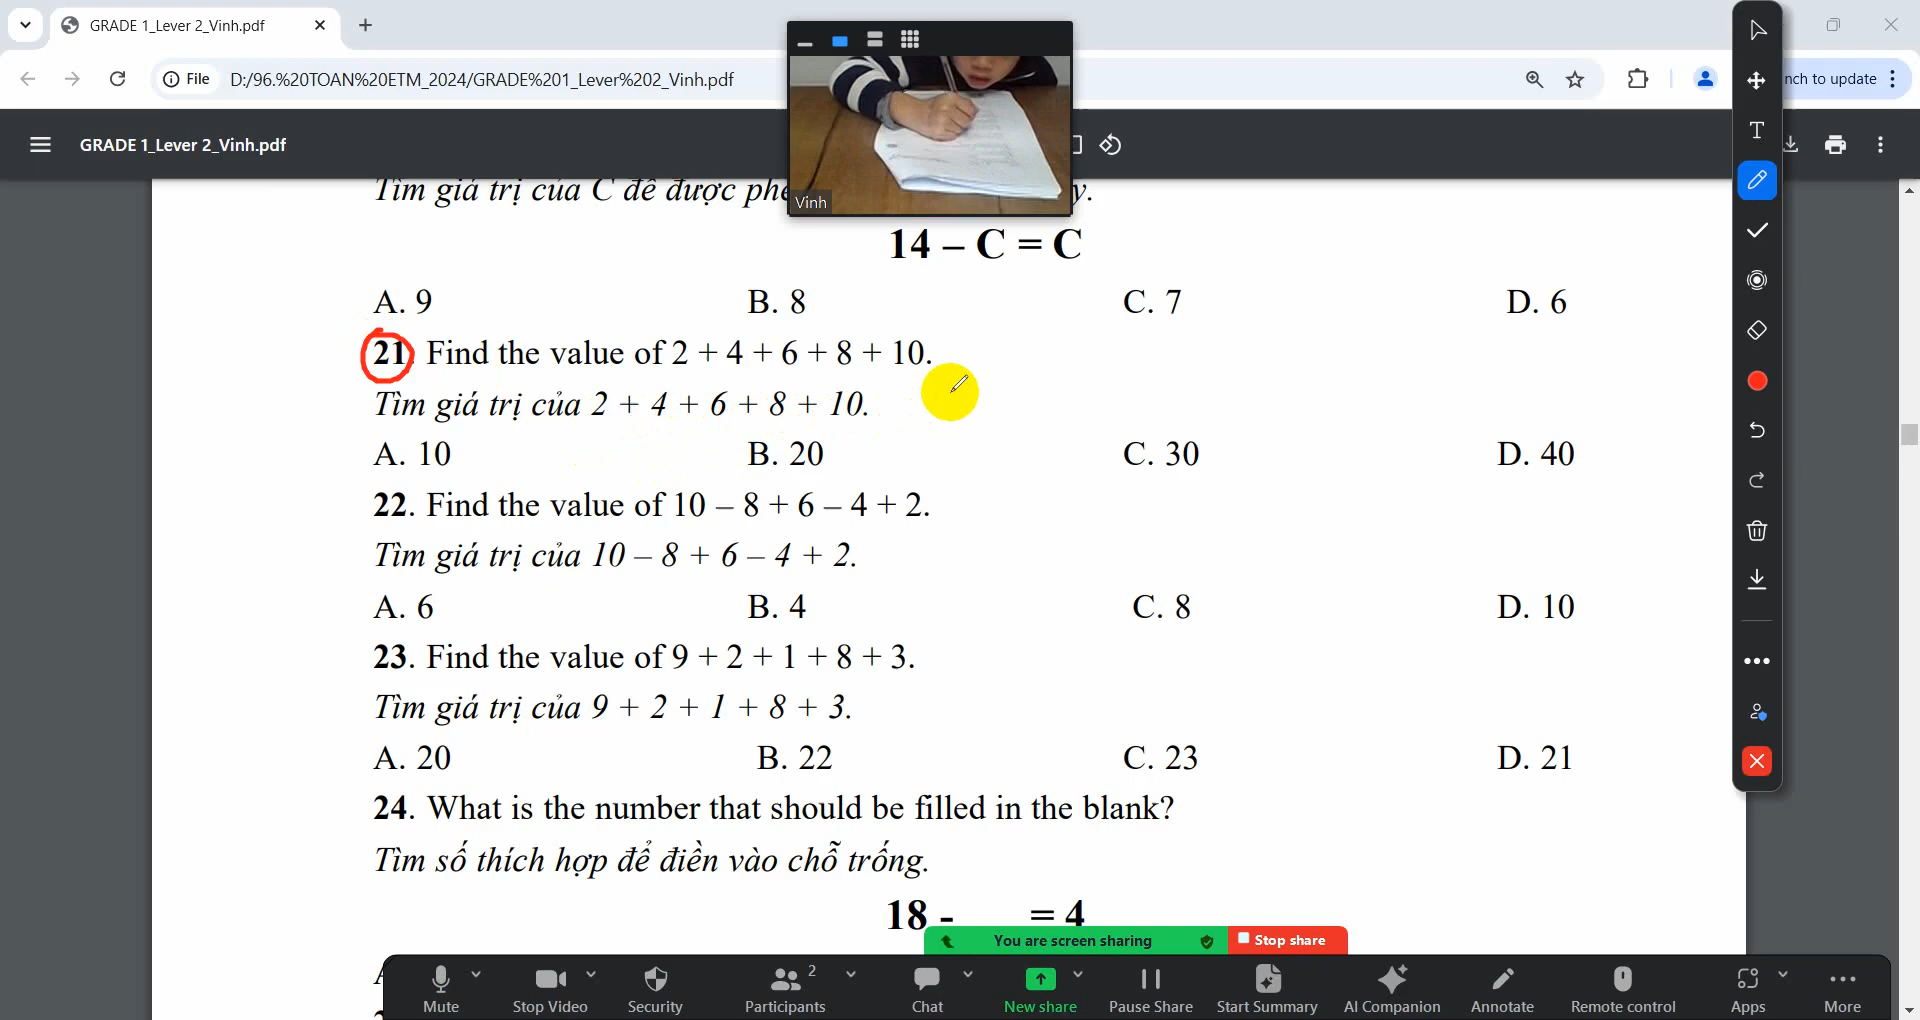 GRADE 1_Lever 2_Vinh.pdf
File D:/96.%20TOAN%20ETM_2024/GRADE%201_Lever%202_Vinh.pdf
nch to update
GRADE 1_Lever 2_Vinh.pdf
Vinh
Tìm giá trị của C để được phé y.
14 – C = C
A. 9 B. 8 C. 7 D. 6
21. Find the value of 2 + 4 + 6 + 8 + 10.
Tìm giá trị của 2 + 4 + 6 + 8 + 10.
A. 10 B. 20 C. 30 D. 40
22. Find the value of 10 – 8 + 6 – 4 + 2.
Tìm giá trị của 10 – 8 + 6 – 4 + 2.
A. 6 B. 4 C. 8 D. 10
23. Find the value of 9 + 2 + 1 + 8 + 3.
Tìm giá trị của 9 + 2 + 1 + 8 + 3.
A. 20 B. 22 C. 23 D. 21
24. What is the number that should be filled in the blank?
Tìm số thích hợp để điền vào chỗ trống.
18 - = 4
You are screen sharing Stop share
Mute Stop Video Security Participants 2 Chat New share Pause Share Start Summary AI Companion Annotate Remote control Apps More